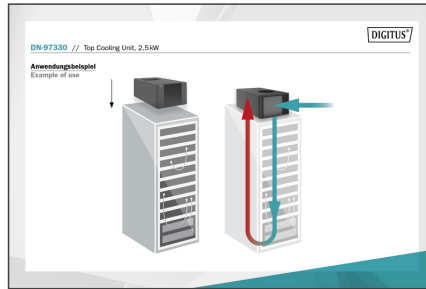 DIGITUS®
DN-97330 // Top Cooling Unit, 2.5 kW
Anwendungsbeispiel
Example of use